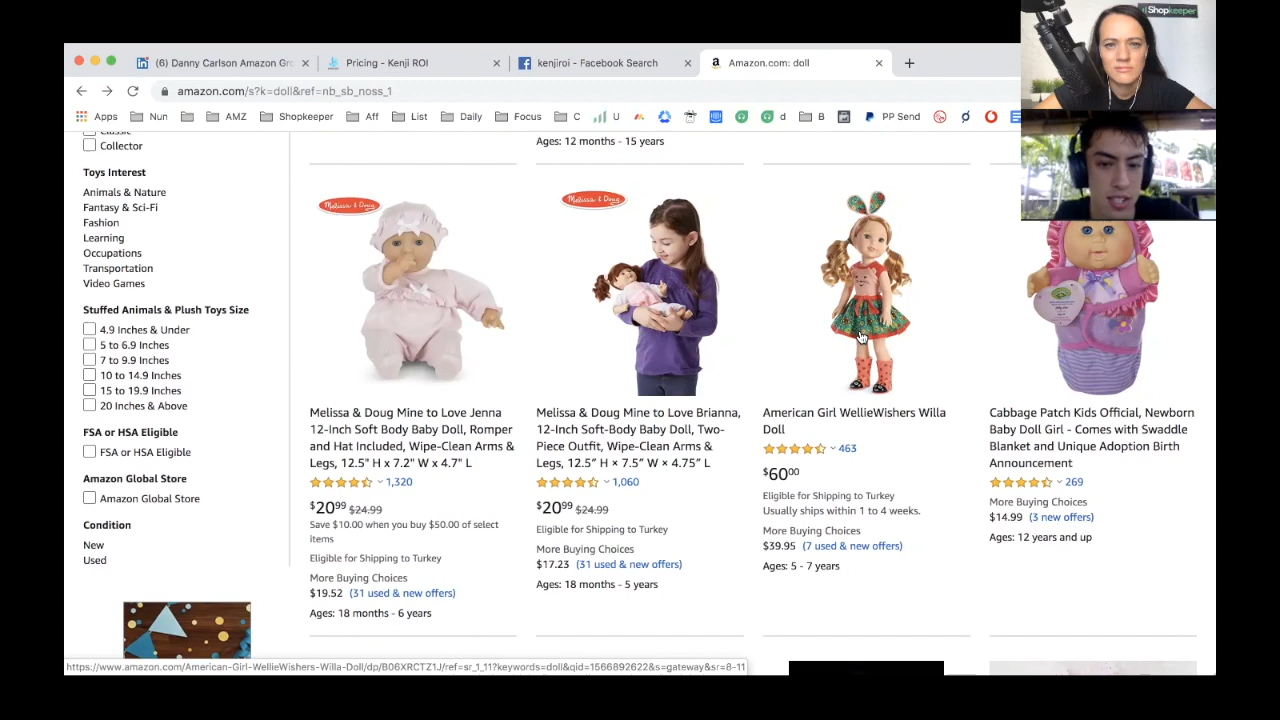 Shopkeeper
(6) Danny Carlson Amazon Gro
Pricing - Kenji ROI
kenjiroi - Facebook Search
Amazon.com: doll
amazon.com/s?k=doll&ref=nb_sb_noss_1
Apps
Nun
AMZ
Shopkeeper
Aff
List
Daily
Focus
C
U
d
B
PP Send
Classic
Collector
Toys Interest
Animals & Nature
Fantasy & Sci-Fi
Fashion
Learning
Occupations
Transportation
Video Games
Stuffed Animals & Plush Toys Size
4.9 Inches & Under
5 to 6.9 Inches
7 to 9.9 Inches
10 to 14.9 Inches
15 to 19.9 Inches
20 Inches & Above
FSA or HSA Eligible
FSA or HSA Eligible
Amazon Global Store
Amazon Global Store
Condition
New
Used
Ages: 12 months - 15 years
Melissa & Doug
Melissa & Doug Mine to Love Jenna
12-Inch Soft Body Baby Doll, Romper
and Hat Included, Wipe-Clean Arms &
Legs, 12.5" H x 7.2" W x 4.7" L
1,320
$20.99 $24.99
Save $10.00 when you buy $50.00 of select
items
Eligible for Shipping to Turkey
More Buying Choices
$19.52 (31 used & new offers)
Ages: 18 months - 6 years
Melissa & Doug
Melissa & Doug Mine to Love Brianna,
12-Inch Soft-Body Baby Doll, Two-
Piece Outfit, Wipe-Clean Arms &
Legs, 12.5″ H × 7.5″ W × 4.75″ L
1,060
$20.99 $24.99
Eligible for Shipping to Turkey
More Buying Choices
$17.23 (31 used & new offers)
Ages: 18 months - 5 years
American Girl WellieWishers Willa
Doll
463
$60.00
Eligible for Shipping to Turkey
Usually ships within 1 to 4 weeks.
More Buying Choices
$39.95 (7 used & new offers)
Ages: 5 - 7 years
Cabbage Patch Kids Official, Newborn
Baby Doll Girl - Comes with Swaddle
Blanket and Unique Adoption Birth
Announcement
269
More Buying Choices
$14.99 (3 new offers)
Ages: 12 years and up
https://www.amazon.com/American-Girl-WellieWishers-Willa-Doll/dp/B06XRCTZ1J/ref=sr_1_11?keywords=doll&qid=1566892622&s=gateway&sr=8-11